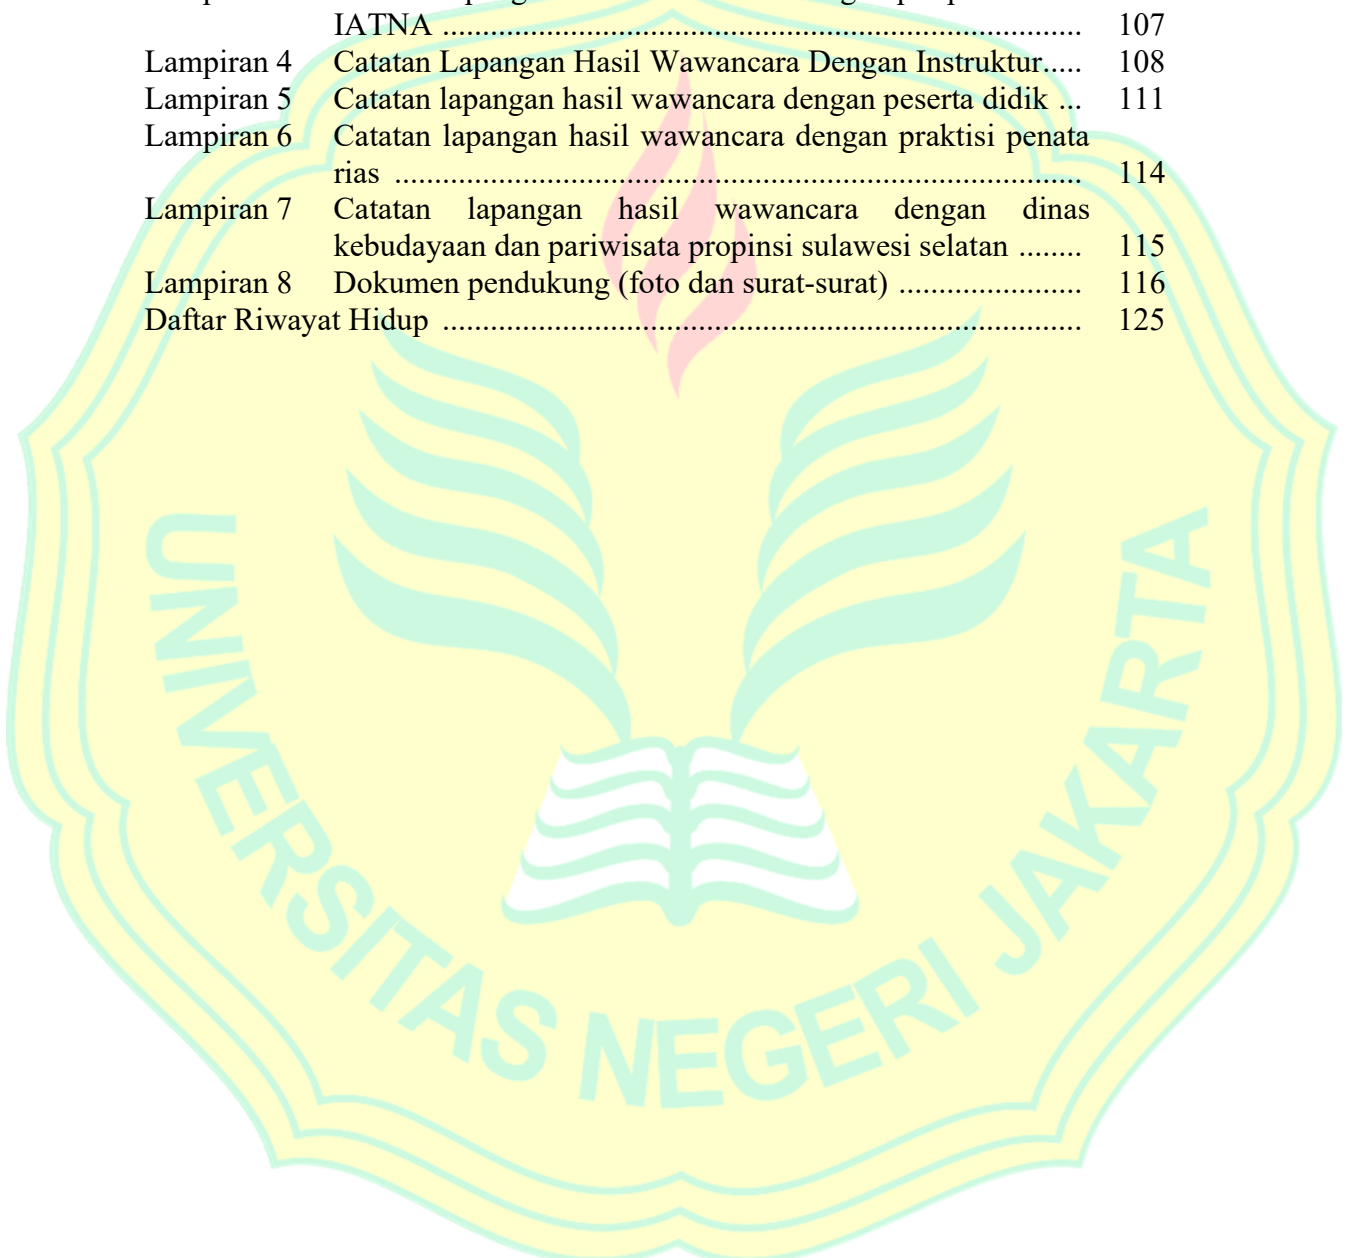 IATNA ................................................................................ 107
Lampiran 4 Catatan Lapangan Hasil Wawancara Dengan Instruktur..... 108
Lampiran 5 Catatan lapangan hasil wawancara dengan peserta didik ... 111
Lampiran 6 Catatan lapangan hasil wawancara dengan praktisi penata
rias ...................................................................................... 114
Lampiran 7 Catatan lapangan hasil wawancara dengan dinas
kebudayaan dan pariwisata propinsi sulawesi selatan ........ 115
Lampiran 8 Dokumen pendukung (foto dan surat-surat) ....................... 116
Daftar Riwayat Hidup ................................................................................ 125
UNIVERSITAS NEGERI JAKARTA